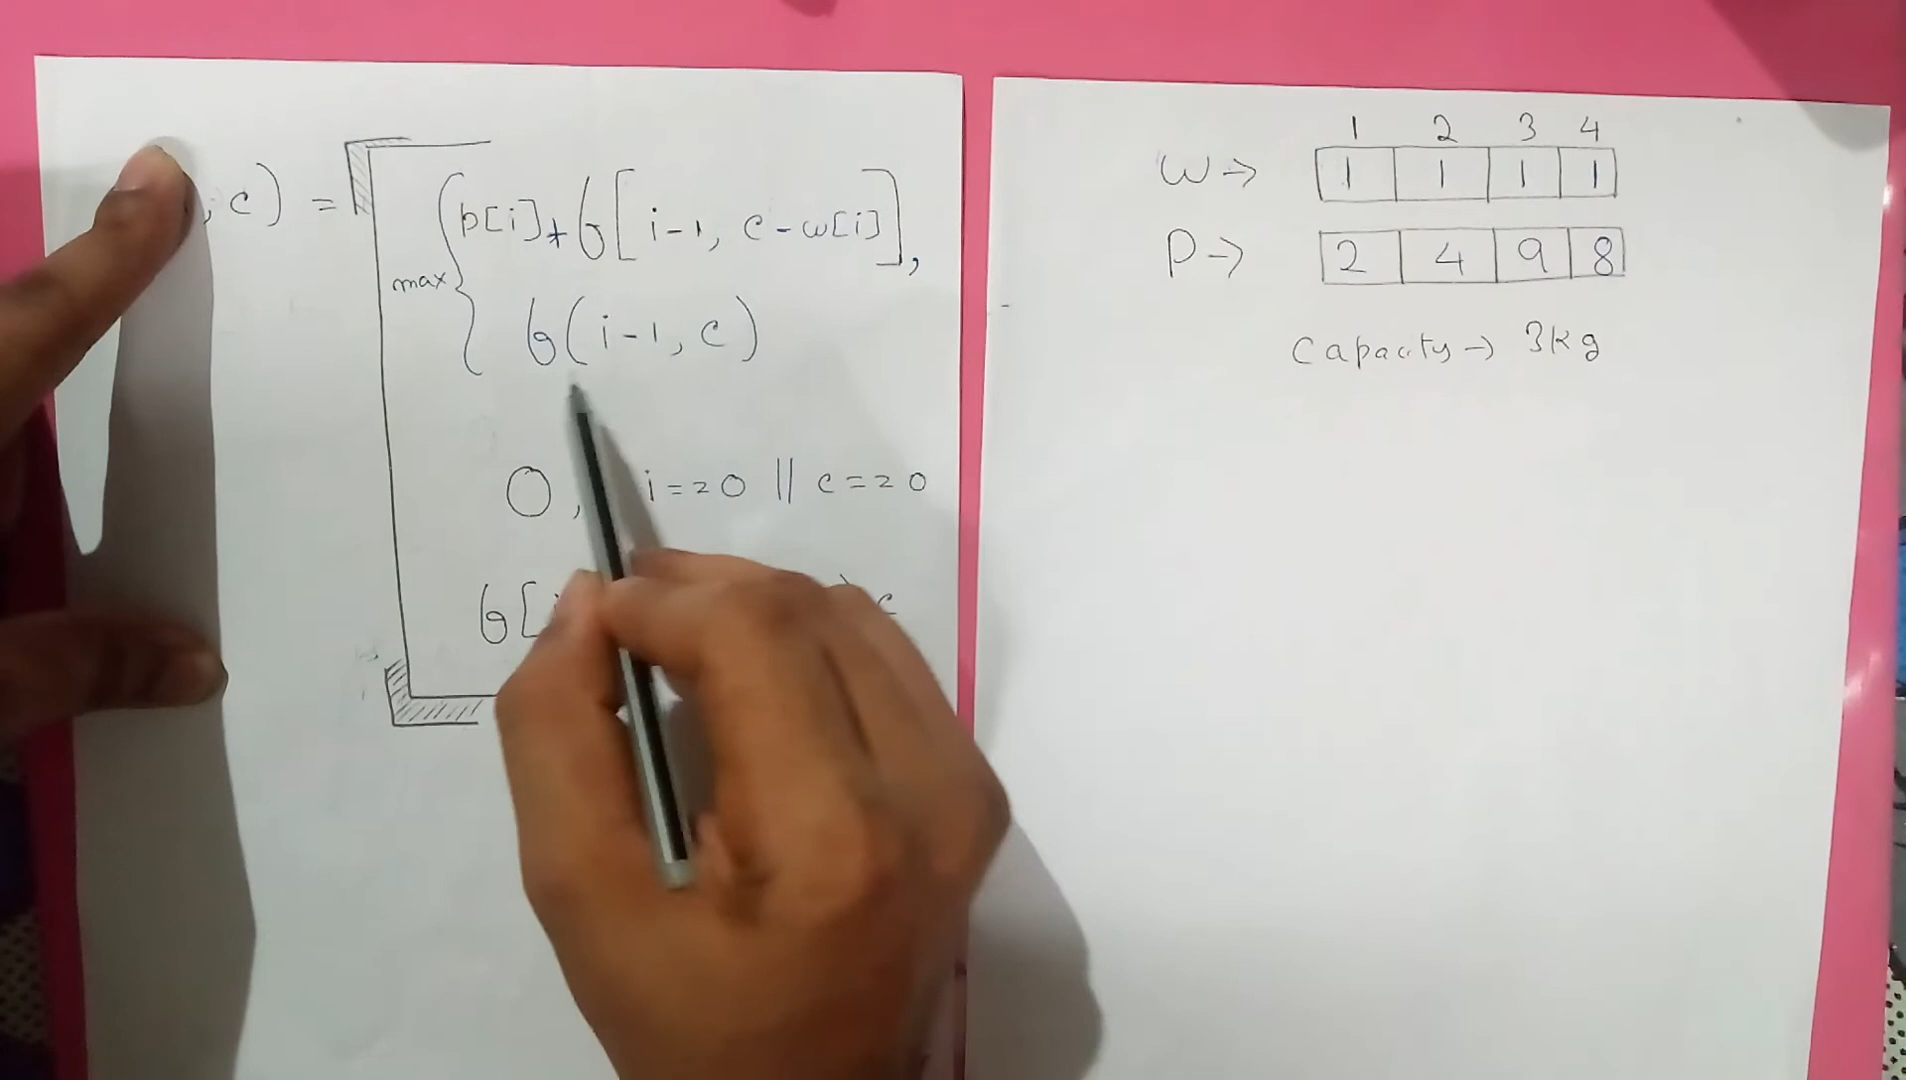 , c) =
max { p[i] + б[i-1, c-w[i]],
б(i-1, c)
0, i==0 || c==0
б[
1 2 3 4
W→ 1 1 1 1
P→ 2 4 9 8
Capacity→ 3kg